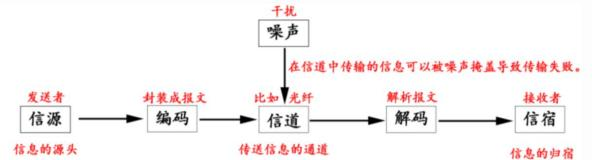 干扰
噪声
在信道中传输的信息可以被噪声掩盖导致传输失败。
发送者 封装成报文 比如 光纤 解析报文 接收者
信源 编码 信道 解码 信宿
信息的源头 传送信息的通道 信息的归宿